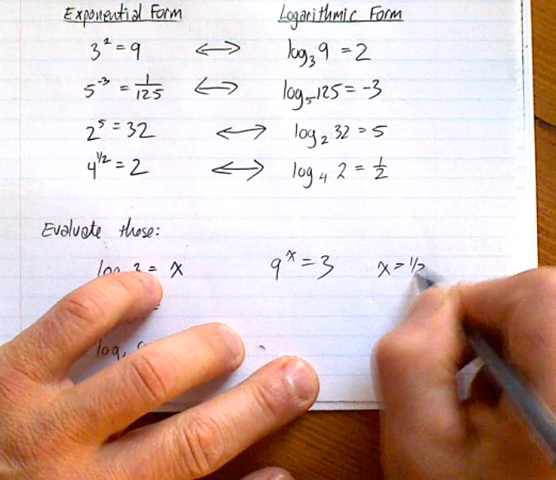 Exponential Form Logarithmic Form
3² = 9 ↔ log₃ 9 = 2
5⁻³ = 1/125 ↔ log₅ 125 = -3
2⁵ = 32 ↔ log₂ 32 = 5
4^1/2 = 2 ↔ log₄ 2 = 1/2
Evaluate these:
= x 9ˣ = 3 x = 1/2
=
log